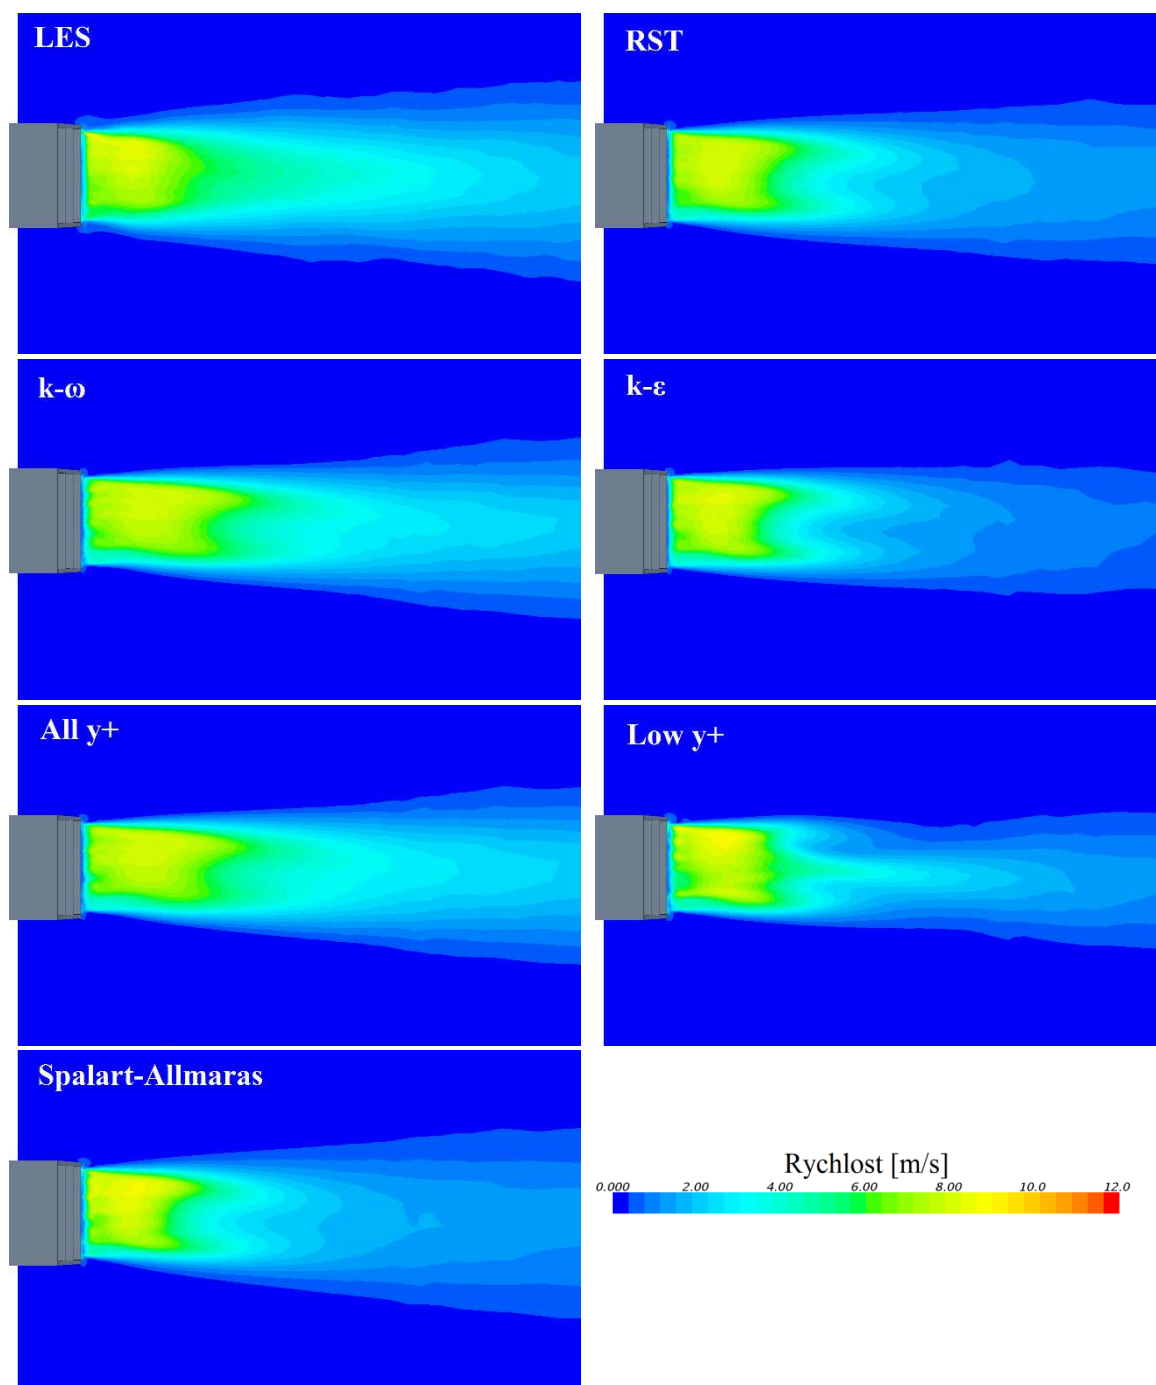 LES
RST
k-ω
k-ε
All y+
Low y+
Spalart-Allmaras
Rychlost [m/s]
0.000 2.00 4.00 6.00 8.00 10.0 12.0